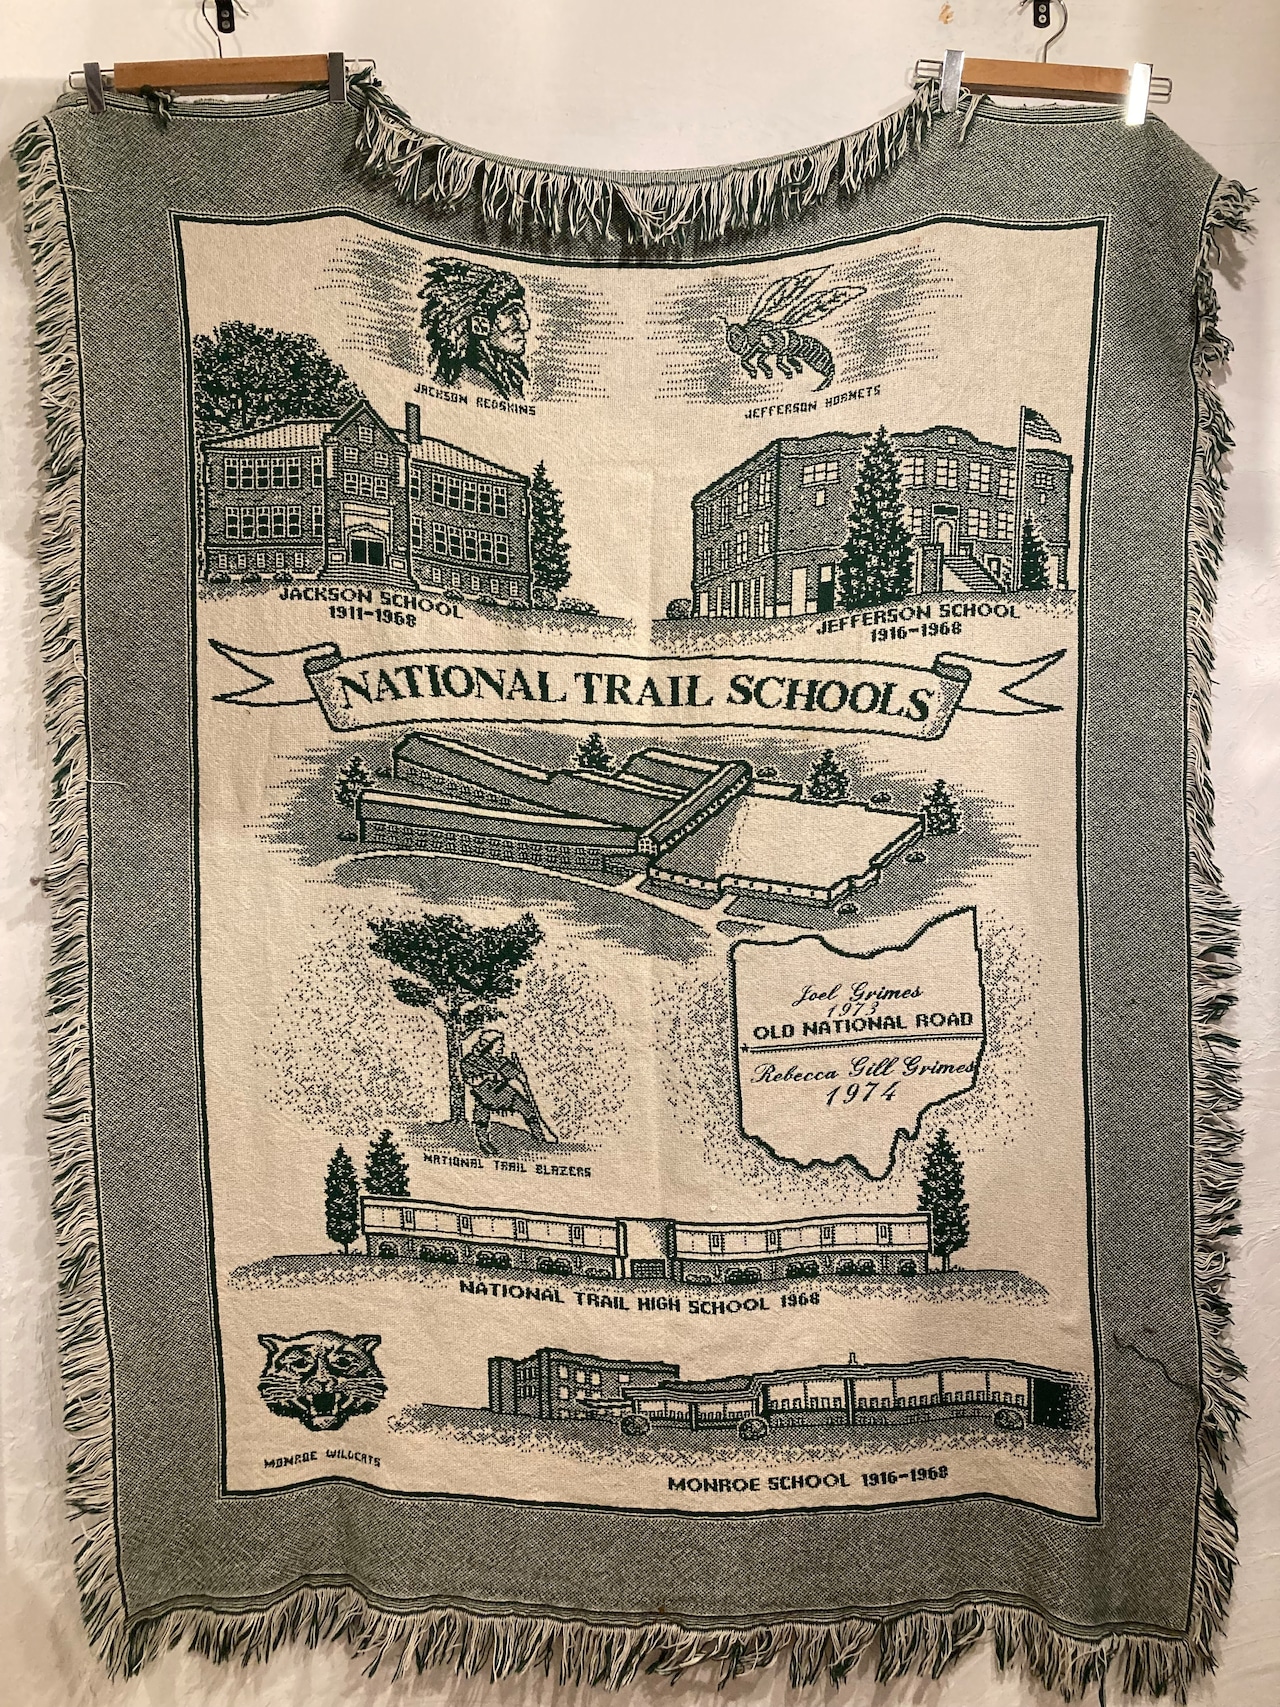 JACKSON REDSKINS
JEFFERSON HORNETS
JACKSON SCHOOL
1911-1968
JEFFERSON SCHOOL
1916-1968
NATIONAL TRAIL SCHOOLS
Joel Grimes
1973
OLD NATIONAL ROAD
Rebecca Gill Grimes
1974
NATIONAL TRAIL BLAZERS
NATIONAL TRAIL HIGH SCHOOL 1968
MONROE WILDCATS
MONROE SCHOOL 1916-1968